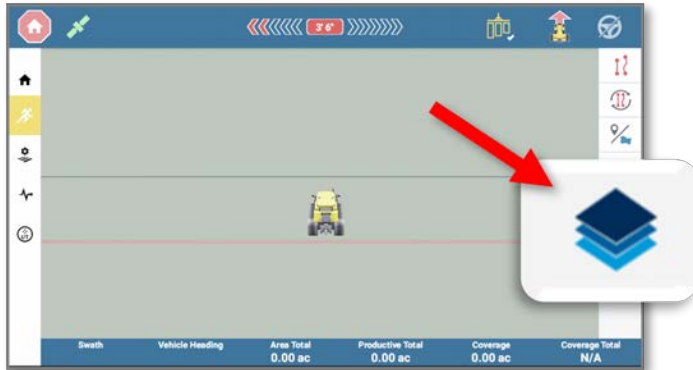 3' 6"
Swath
Vehicle Heading
Area Total
0.00 ac
Productive Total
0.00 ac
Coverage
0.00 ac
Coverage Total
N/A